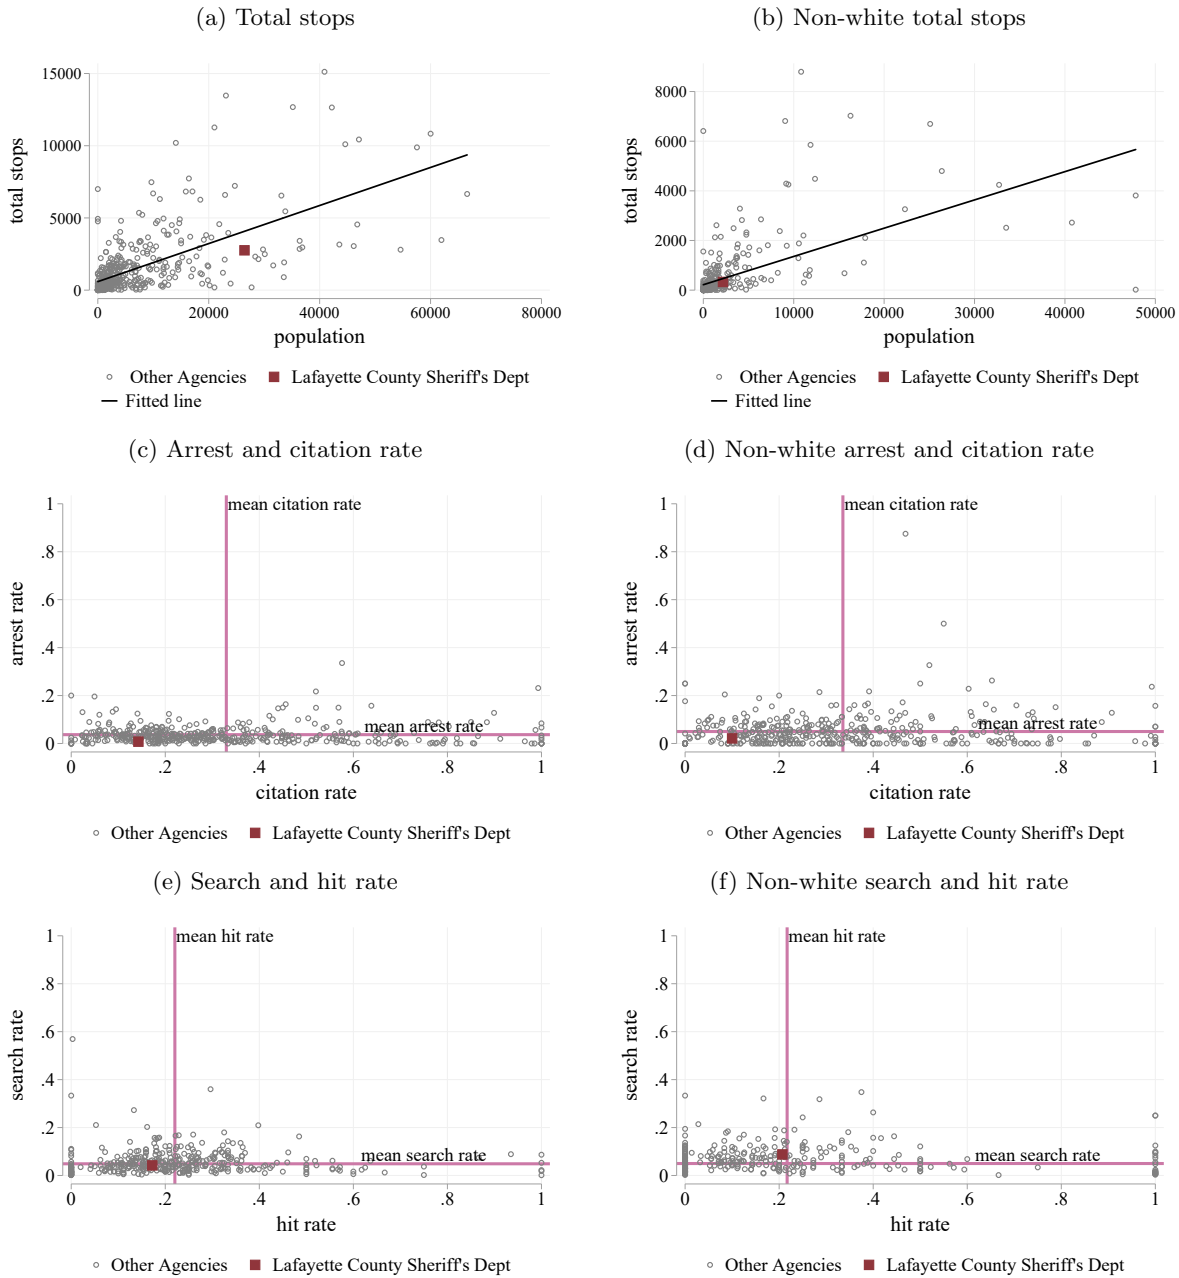 (a) Total stops
(b) Non-white total stops
total stops
15000
10000
5000
0
0 20000 40000 60000 80000
population
Other Agencies Lafayette County Sheriff's Dept
Fitted line
total stops
8000
6000
4000
2000
0
0 10000 20000 30000 40000 50000
population
Other Agencies Lafayette County Sheriff's Dept
Fitted line
(c) Arrest and citation rate
(d) Non-white arrest and citation rate
arrest rate
1
.8
.6
.4
.2
0
mean citation rate
mean arrest rate
0 .2 .4 .6 .8 1
citation rate
Other Agencies Lafayette County Sheriff's Dept
arrest rate
1
.8
.6
.4
.2
0
mean citation rate
mean arrest rate
0 .2 .4 .6 .8 1
citation rate
Other Agencies Lafayette County Sheriff's Dept
(e) Search and hit rate
(f) Non-white search and hit rate
search rate
1
.8
.6
.4
.2
0
mean hit rate
mean search rate
0 .2 .4 .6 .8 1
hit rate
Other Agencies Lafayette County Sheriff's Dept
search rate
1
.8
.6
.4
.2
0
mean hit rate
mean search rate
0 .2 .4 .6 .8 1
hit rate
Other Agencies Lafayette County Sheriff's Dept